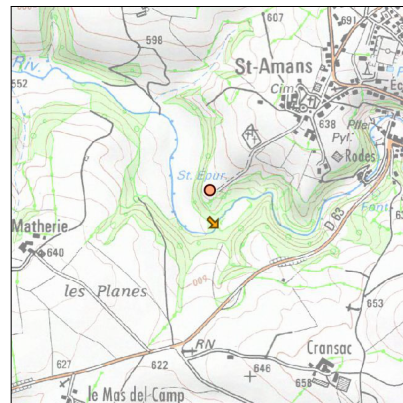 607
691
598
St-Amans
Riv
552
Cim
638
Pyl.
Rodes
St. Epur.
Font
D 63
Matherie
640
les Planes
653
RN
627
622
646
Cransac
658
le Mas del Camp